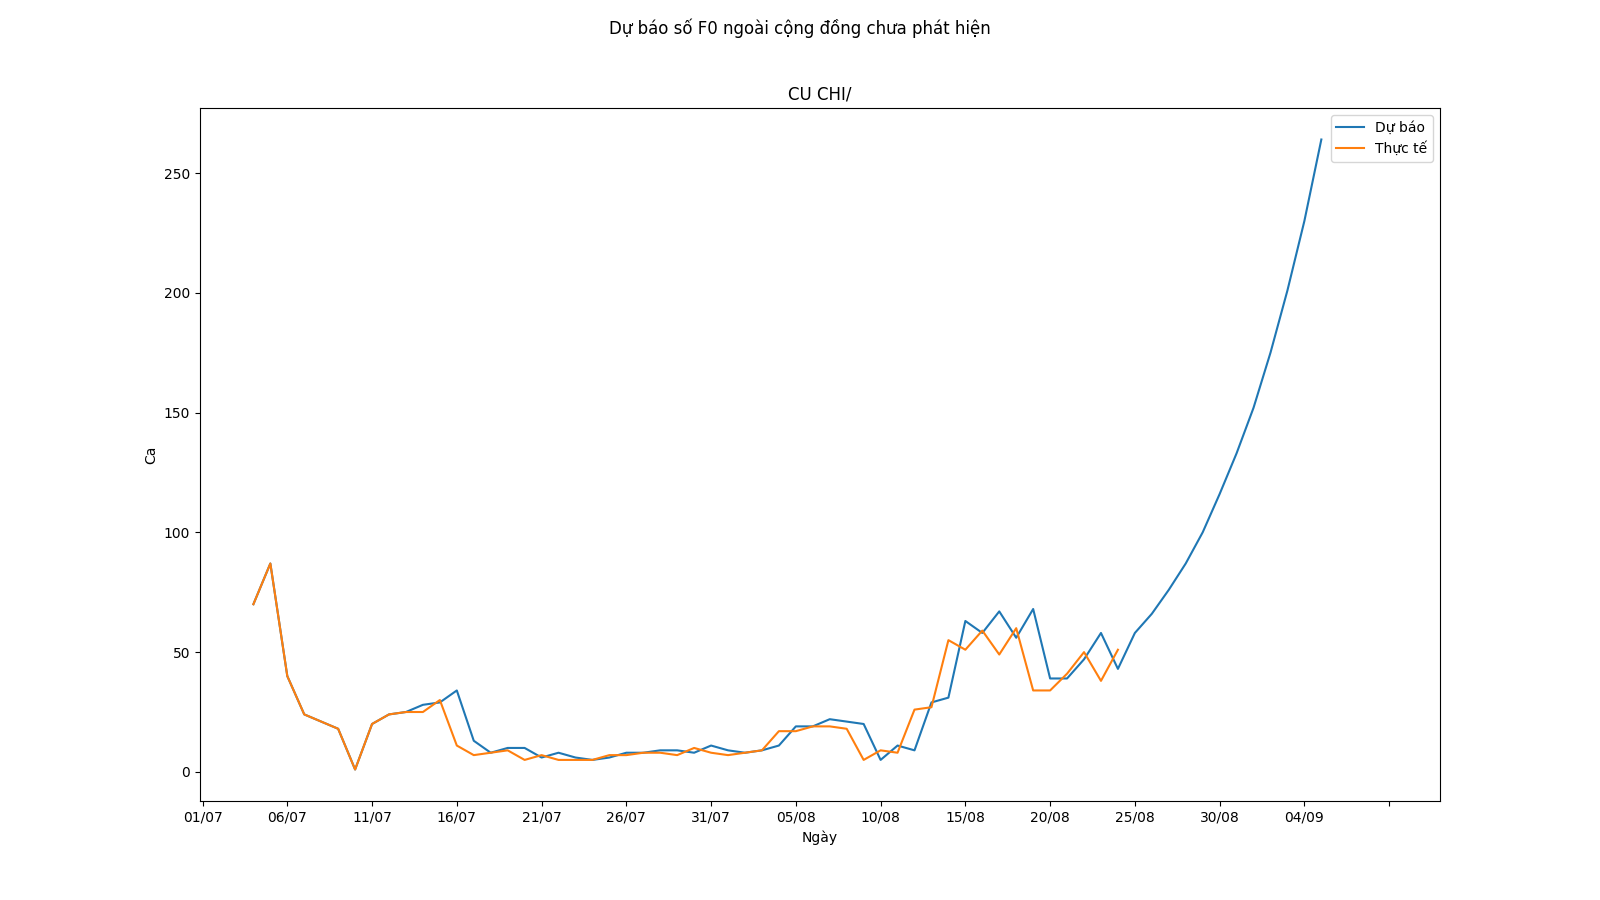 Dự báo số F0 ngoài cộng đồng chưa phát hiện
CU CHI/
Dự báo
Thực tế
250
200
150
100
50
0
Ca
01/07 06/07 11/07 16/07 21/07 26/07 31/07 05/08 10/08 15/08 20/08 25/08 30/08 04/09
Ngày